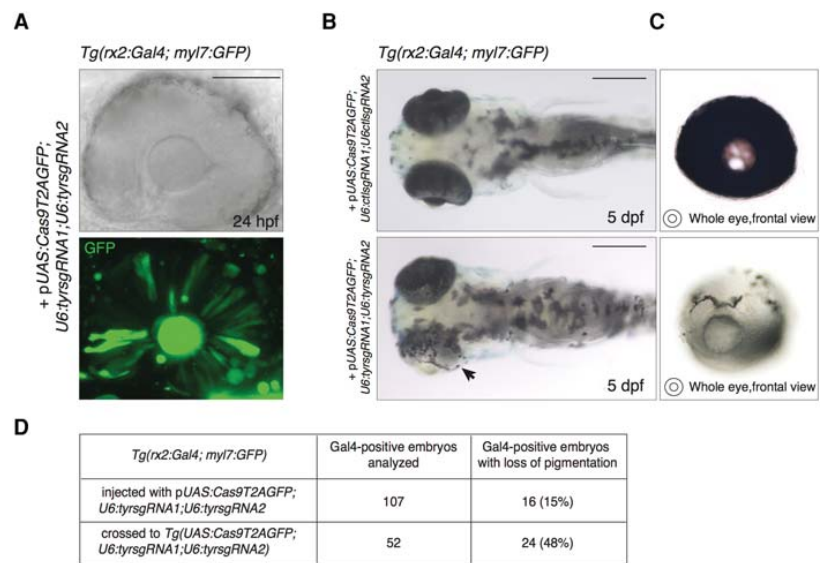 A
B
C
Tg(rx2:Gal4; myl7:GFP)
Tg(rx2:Gal4; myl7:GFP)
+ pUAS:Cas9T2AGFP;
U6:tyrsgRNA1;U6:tyrsgRNA2
24 hpf
GFP
+ pUAS:Cas9T2AGFP;
U6:ctlsgRNA1;U6ctlsgRNA2
5 dpf
Whole eye,frontal view
+ pUAS:Cas9T2AGFP;
U6:tyrsgRNA1;U6:tyrsgRNA2
5 dpf
Whole eye,frontal view
D
Tg(rx2:Gal4; myl7:GFP)
Gal4-positive embryos
analyzed
Gal4-positive embryos
with loss of pigmentation
injected with pUAS:Cas9T2AGFP;
U6:tyrsgRNA1;U6:tyrsgRNA2
107
16 (15%)
crossed to Tg(UAS:Cas9T2AGFP;
U6:tyrsgRNA1;U6:tyrsgRNA2)
52
24 (48%)